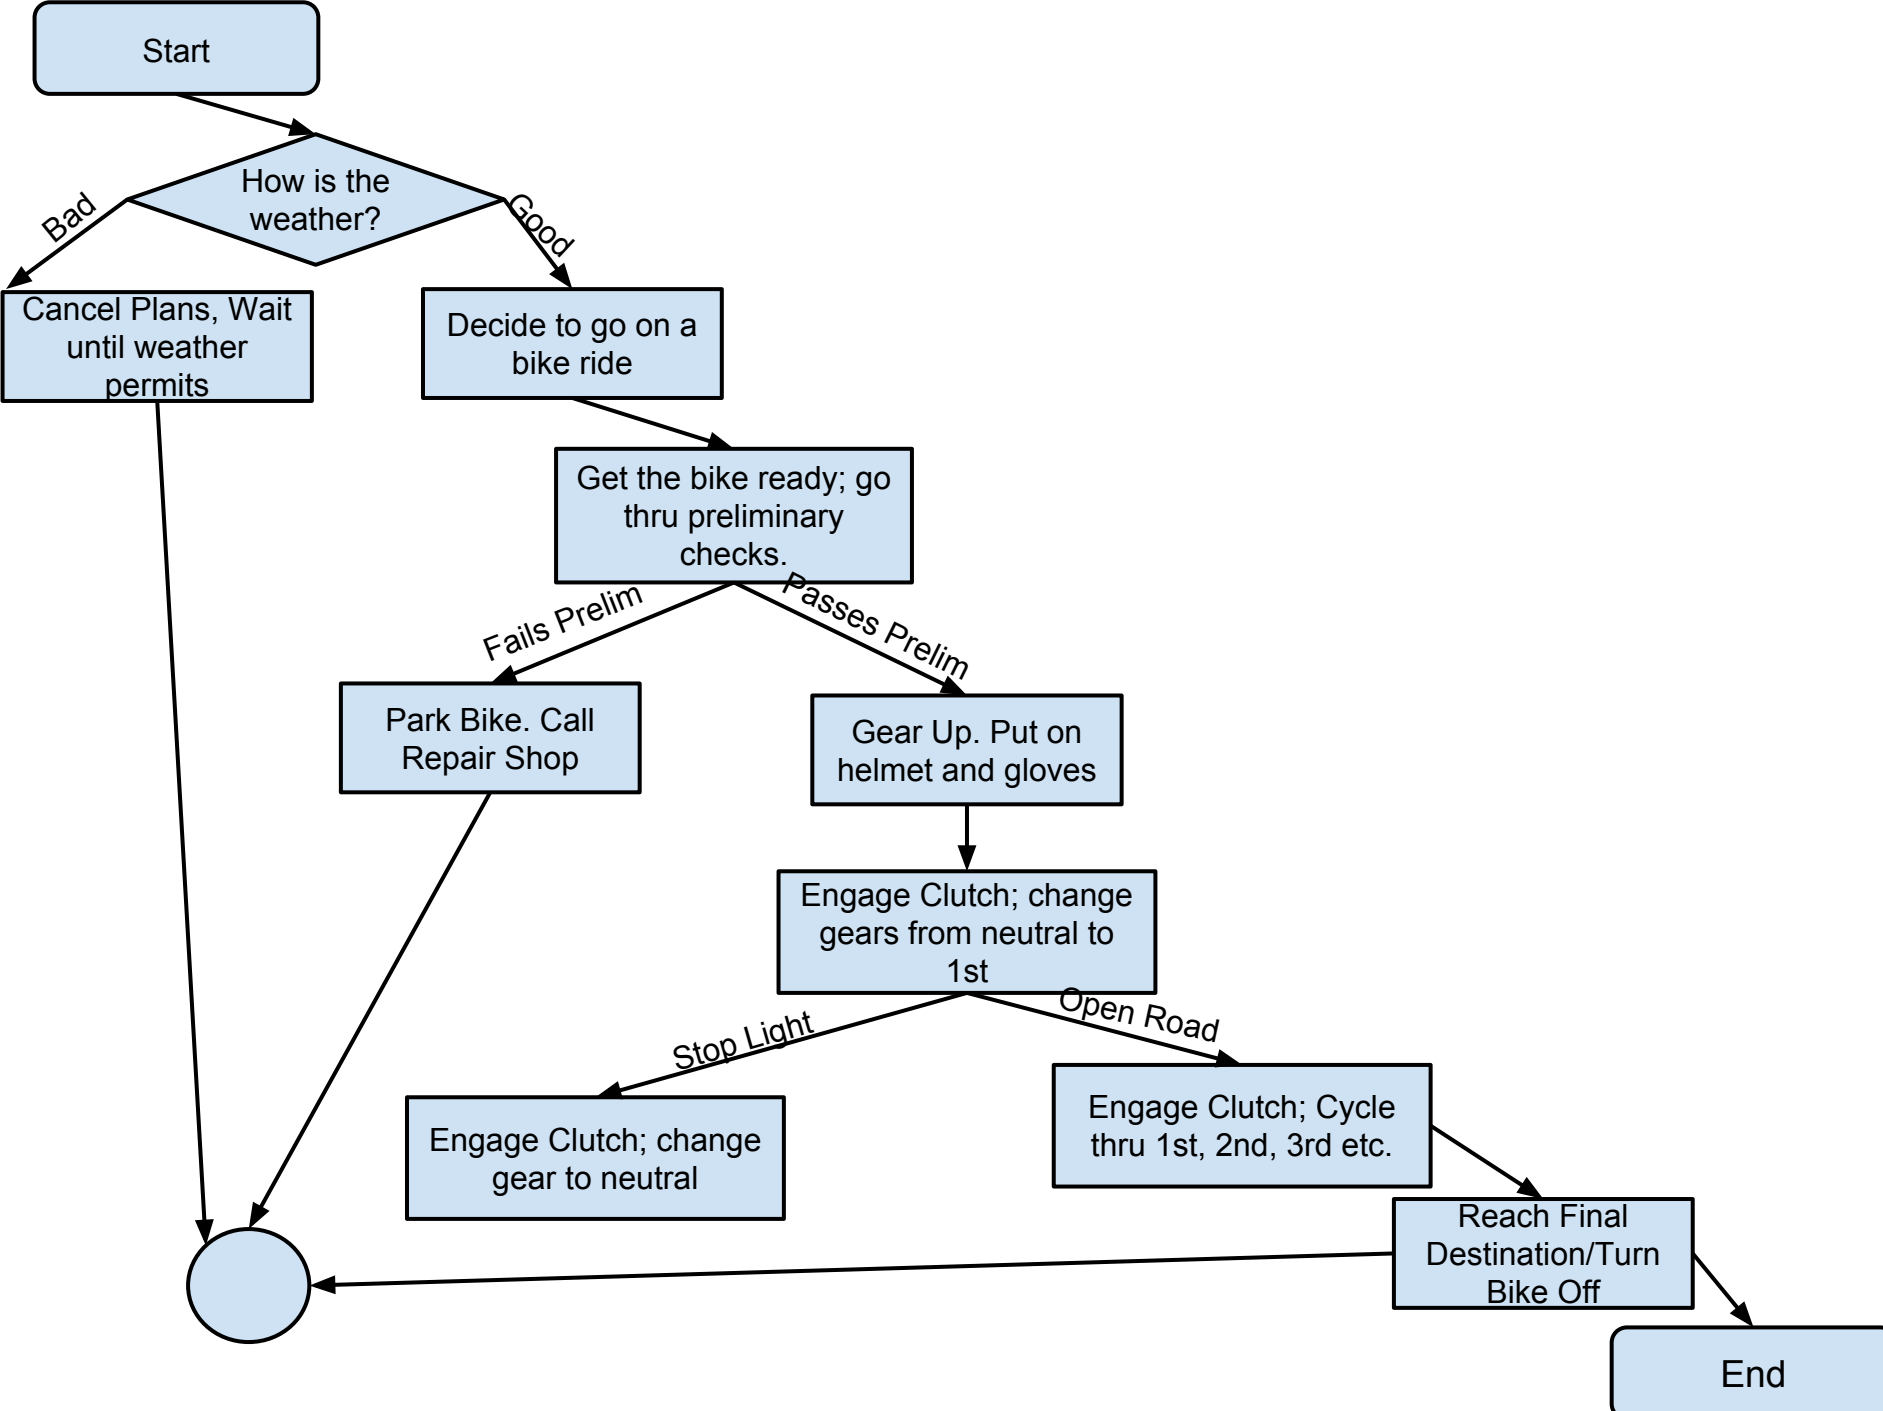 Start
How is the
weather?
Bad
Good
Cancel Plans, Wait
until weather
permits
Decide to go on a
bike ride
Get the bike ready; go
thru preliminary
checks.
Fails Prelim
Passes Prelim
Park Bike. Call
Repair Shop
Gear Up. Put on
helmet and gloves
Engage Clutch; change
gears from neutral to
1st
Stop Light
Open Road
Engage Clutch; change
gear to neutral
Engage Clutch; Cycle
thru 1st, 2nd, 3rd etc.
Reach Final
Destination/Turn
Bike Off
End